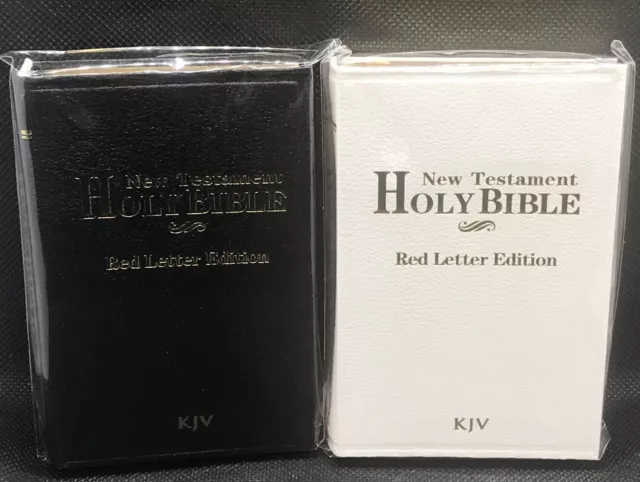 New Testament
HOLY BIBLE
Red Letter Edition
KJV
New Testament
HOLY BIBLE
Red Letter Edition
KJV